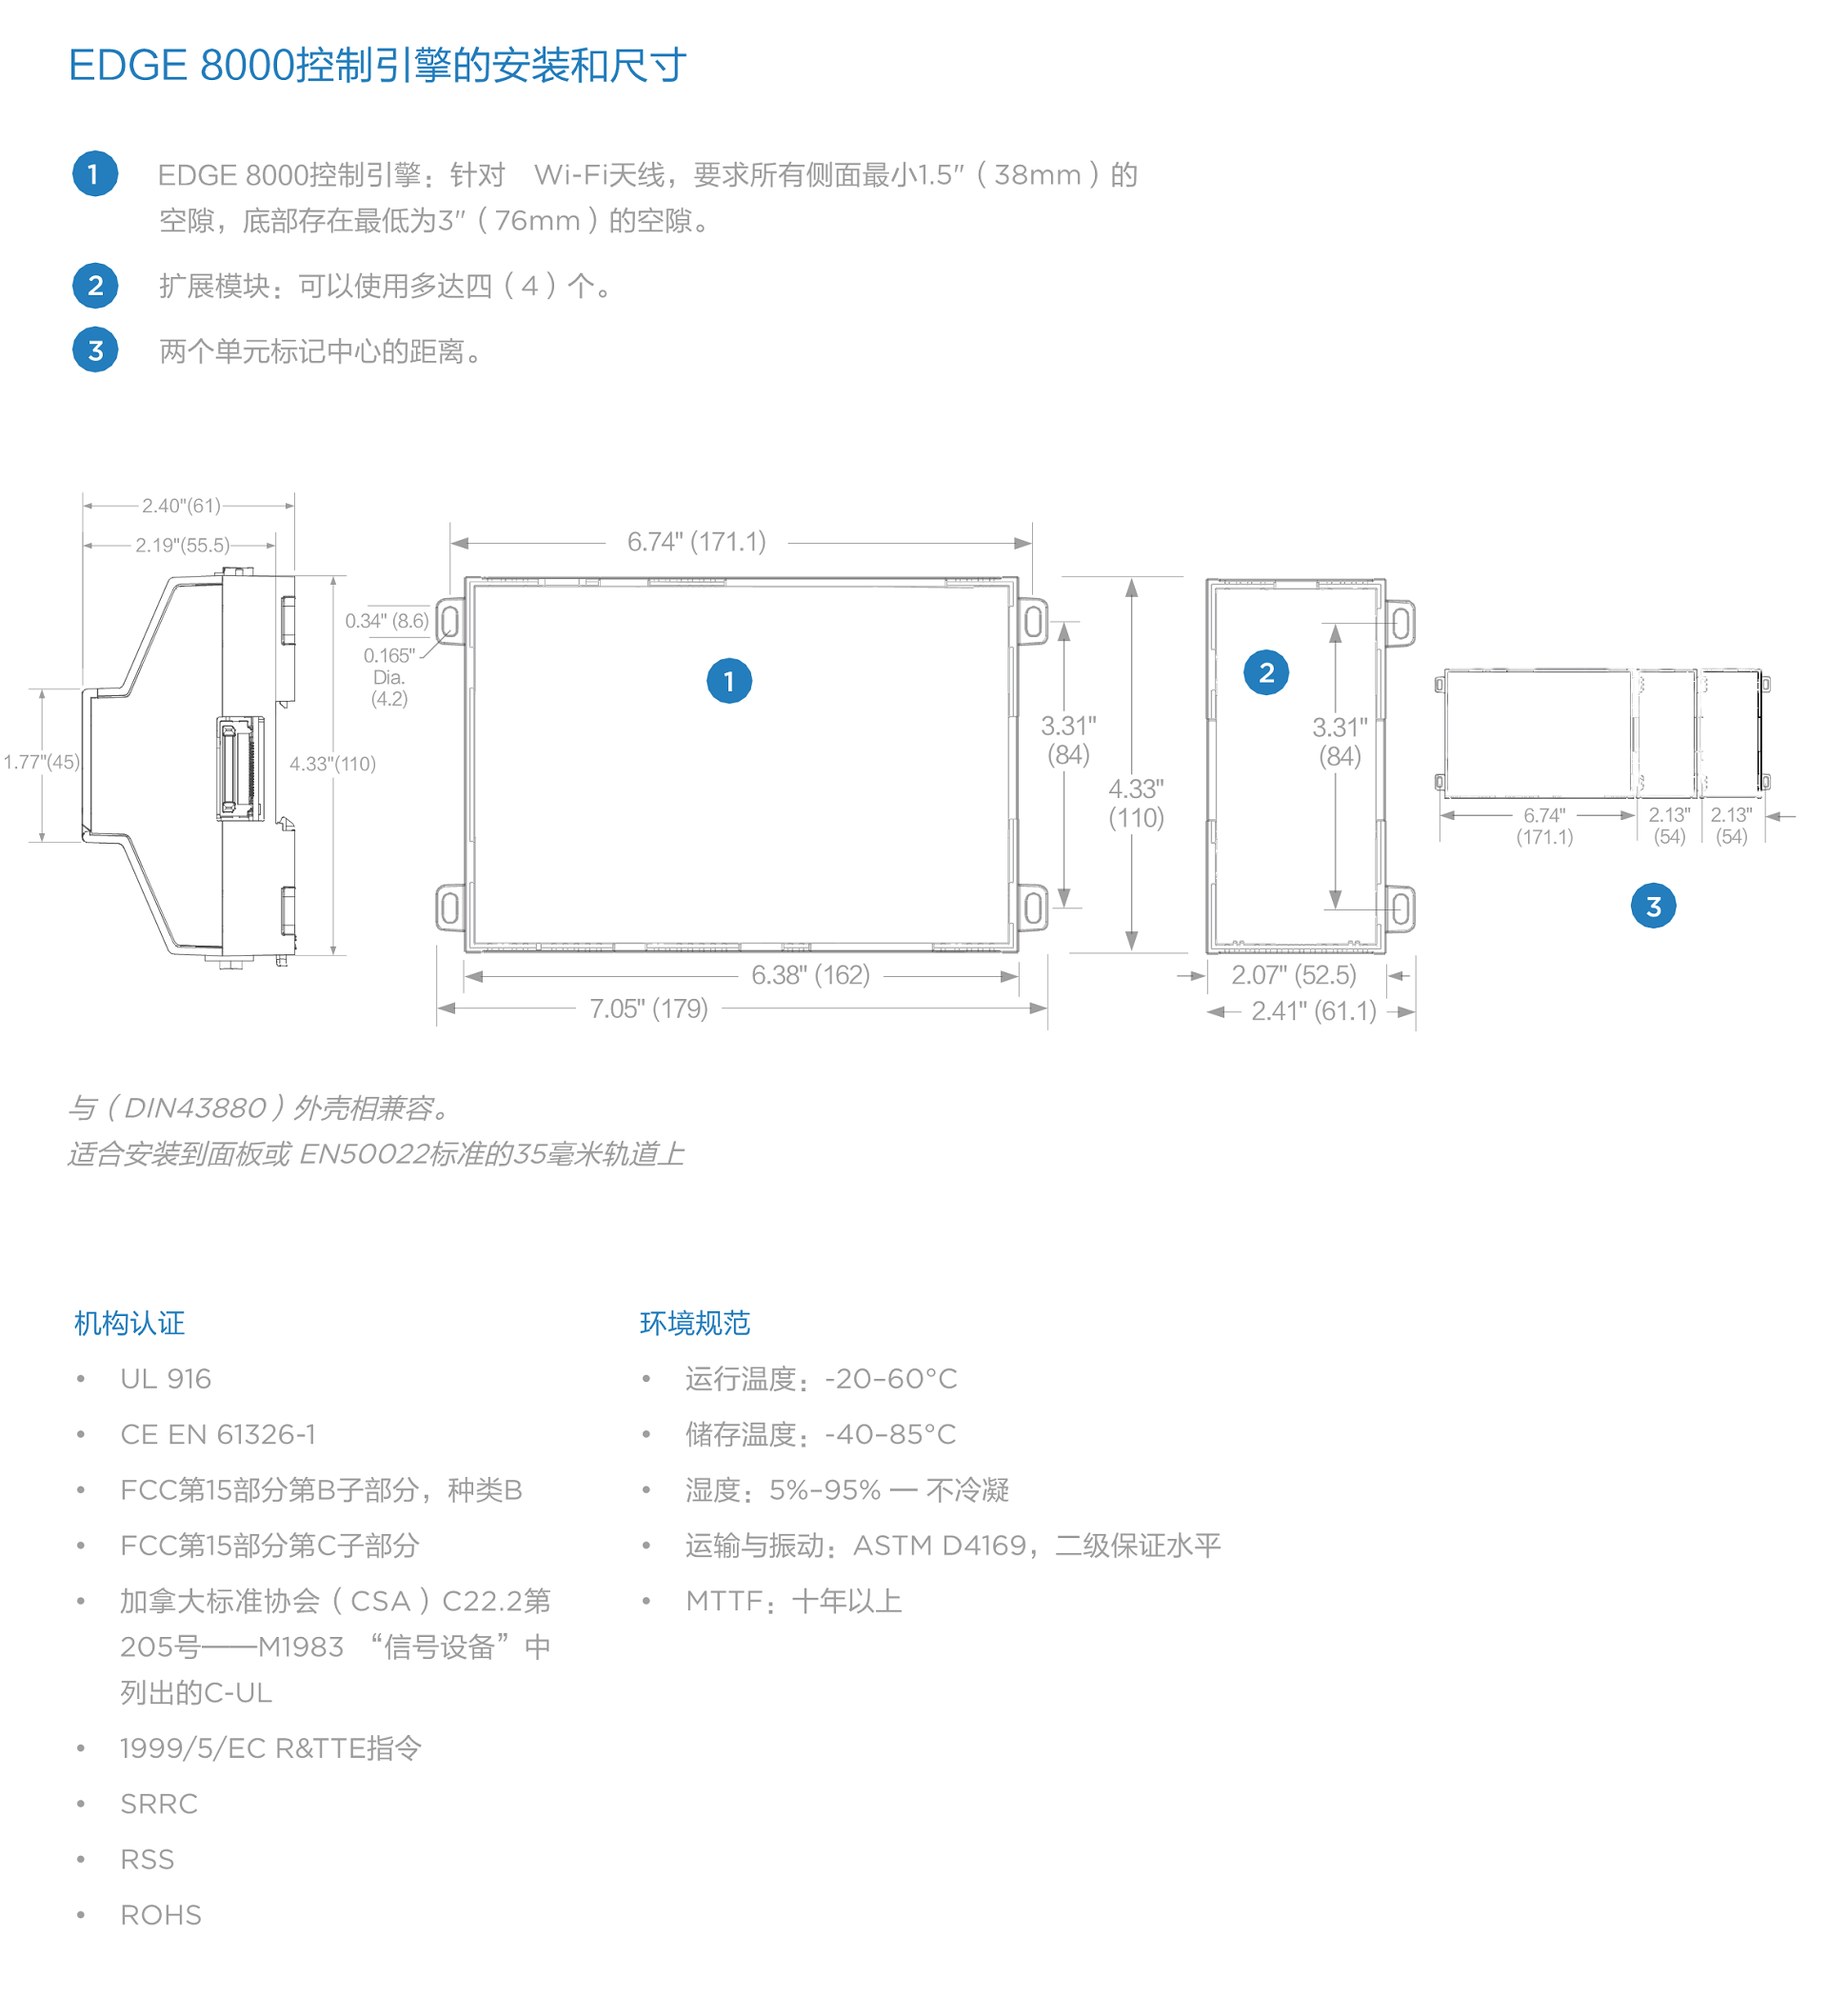 EDGE 8000控制引擎的安装和尺寸
1 EDGE 8000控制引擎：针对 Wi-Fi天线，要求所有侧面最小1.5"（38mm）的
空隙，底部存在最低为3"（76mm）的空隙。
2 扩展模块：可以使用多达四（4）个。
3 两个单元标记中心的距离。
2.40"(61)
2.19"(55.5)
1.77"(45)
4.33"(110)
6.74" (171.1)
0.34" (8.6)
0.165"
Dia.
(4.2)
1
3.31"
(84)
4.33"
(110)
6.38" (162)
7.05" (179)
2
3.31"
(84)
2.07" (52.5)
2.41" (61.1)
6.74"
(171.1)
2.13"
(54)
2.13"
(54)
3
与（DIN43880）外壳相兼容。
适合安装到面板或 EN50022标准的35毫米轨道上
机构认证
• UL 916
• CE EN 61326-1
• FCC第15部分第B子部分，种类B
• FCC第15部分第C子部分
• 加拿大标准协会（CSA）C22.2第
205号——M1983 “信号设备”中
列出的C-UL
• 1999/5/EC R&TTE指令
• SRRC
• RSS
• ROHS
环境规范
• 运行温度：-20–60°C
• 储存温度：-40–85°C
• 湿度：5%–95% — 不冷凝
• 运输与振动：ASTM D4169，二级保证水平
• MTTF：十年以上